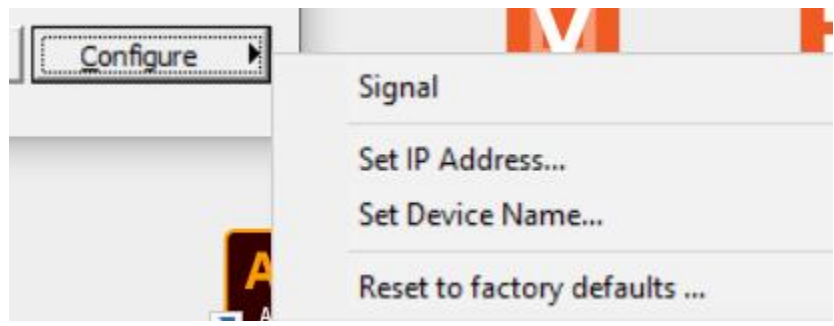 Configure
Signal
Set IP Address...
Set Device Name...
Reset to factory defaults ...